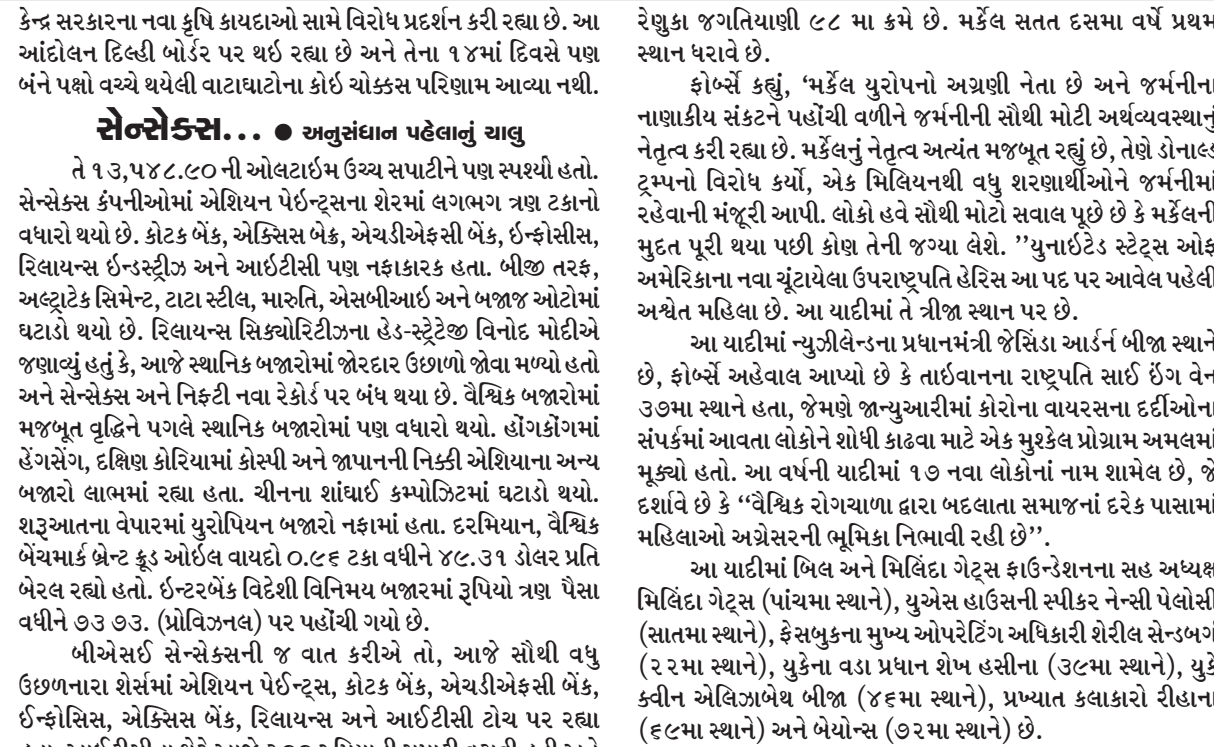 કેન્દ્ર સરકારના નવા કૃષિ કાયદાઓ સામે વિરોધ પ્રદર્શન કરી રહ્યા છે. આ
આંદોલન દિલ્હી બોર્ડર પર થઇ રહ્યા છે અને તેના ૧૪માં દિવસે પણ
બંને પક્ષો વચ્ચે થયેલી વાટાઘાટોના કોઇ ચોક્કસ પરિણામ આવ્યા નથી.
સેન્સેક્સ... ● અનુસંધાન પહેલાનું ચાલુ
તે ૧૩,૫૪૮.૯૦ ની ઓલટાઇમ ઉચ્ચ સપાટીને પણ સ્પશ્યી હતો.
સેન્સેક્સ કંપનીઓમાં એશિયન પેઇન્ટ્સના શેરમાં લગભગ ત્રણ ટકાનો
વધારો થયો છે. કોટક બેંક, એક્સિસ બેક્ર, એચડીએફસી બેંક, ઇન્ફોસીસ,
રિલાયન્સ ઇન્ડસ્ટ્રીઝ અને આઇટીસી પણ નફાકારક હતા. બીજી તરફ,
અલ્ટ્રાટેક સિમેન્ટ, ટાટા સ્ટીલ, મારુતિ, એસબીઆઇ અને બજાજ ઓટોમાં
ઘટાડો થયો છે. રિલાયન્સ સિક્યોરિટીઝના હેડ-સ્ટ્રેટેજી વિનોદ મોદીએ
જણાવ્યું હતું કે, આજે સ્થાનિક બજારોમાં જોરદાર ઉછાળો જોવા મળ્યો હતો
અને સેન્સેક્સ અને નિફ્ટી નવા રેકોર્ડ પર બંધ થયા છે. વૈશ્વિક બજારોમાં
મજબૂત વૃદ્ધિને પગલે સ્થાનિક બજારોમાં પણ વધારો થયો. હોંગકોંગમાં
હેંગસેંગ, દક્ષિણ કોરિયામાં કોસ્પી અને જાપાનની નિક્કી એશિયાના અન્ય
બજારો લાભમાં રહ્યા હતા. ચીનના શાંઘાઈ કમ્પોઝિટમાં ઘટાડો થયો.
શરૂઆતના વેપારમાં યુરોપિયન બજારો નફામાં હતા. દરમિયાન, વૈશ્વિક
બેંચમાર્ક બ્રેન્ટ ક્રૂડ ઓઇલ વાયદો ૦.૯૬ ટકા વધીને ૪૯.૩૧ ડોલર પ્રતિ
બેરલ રહ્યો હતો. ઇન્ટરબેંક વિદેશી વિનિમય બજારમાં રૂપિયો ત્રણ પૈસા
વધીને ૭૩ ૭૩. (પ્રોવિઝનલ) પર પહોંચી ગયો છે.
બીએસઈ સેન્સેક્સની જ વાત કરીએ તો, આજે સૌથી વધુ
ઉછળનારા શેર્સમાં એશિયન પેઈન્ટ્સ, કોટક બેંક, એચડીએફસી બેંક,
ઈન્ફોસિસ, એક્સિસ બેંક, રિલાયન્સ અને આઈટીસી ટોચ પર રહ્યા
રેણુકા જગતિયાણી ૯૮ મા ક્રમે છે. મર્કેલ સતત દસમા વર્ષે પ્રથમ
સ્થાન ધરાવે છે.
ફોર્બ્સે કહ્યું, ‘મર્કેલ યુરોપનો અગ્રણી નેતા છે અને જર્મનીના
નાણાકીય સંકટને પહોંચી વળીને જર્મનીની સૌથી મોટી અર્થવ્યવસ્થાનું
નેતૃત્વ કરી રહ્યા છે. મર્કેલનું નેતૃત્વ અત્યંત મજબૂત રહ્યું છે, તેણે ડોનાલ્ડ
ટ્રમ્પનો વિરોધ કર્યો, એક મિલિયનથી વધુ શરણાર્થીઓને જર્મનીમાં
રહેવાની મંજૂરી આપી. લોકો હવે સૌથી મોટો સવાલ પૂછે છે કે મર્કેલની
મુદત પૂરી થયા પછી કોણ તેની જગ્યા લેશે. ''યુનાઇટેડ સ્ટેટ્સ ઓફ
અમેરિકાના નવા ચૂંટાયેલા ઉપરાષ્ટ્રપતિ હેરિસ આ પદ પર આવેલ પહેલી
અશ્વેત મહિલા છે. આ યાદીમાં તે ત્રીજા સ્થાન પર છે.
આ યાદીમાં ન્યુઝીલેન્ડના પ્રધાનમંત્રી જેસિંડા આર્ડર્ન બીજા સ્થાને
છે, ફોર્બ્સે અહેવાલ આપ્યો છે કે તાઇવાનના રાષ્ટ્રપતિ સાઈ ઇંગ વેન
૩૭મા સ્થાને હતા, જેમણે જાન્યુઆરીમાં કોરોના વાયરસના દર્દીઓના
સંપર્કમાં આવતા લોકોને શોધી કાઢવા માટે એક મુશ્કેલ પ્રોગ્રામ અમલમાં
મૂક્યો હતો. આ વર્ષની યાદીમાં ૧૭ નવા લોકોનાં નામ શામેલ છે, જે
દર્શાવે છે કે ‘‘વૈશ્વિક રોગચાળા દ્વારા બદલાતા સમાજનાં દરેક પાસામાં
મહિલાઓ અગ્રેસરની ભૂમિકા નિભાવી રહી છે’’.
આ યાદીમાં બિલ અને મિલિંદા ગેટ્સ ફાઉન્ડેશનના સહ અધ્યક્ષ
મિલિંદા ગેટ્સ (પાંચમા સ્થાને), યુએસ હાઉસની સ્પીકર નેન્સી પેલોસી
(સાતમા સ્થાને), ફેસબુકના મુખ્ય ઓપરેટિંગ અધિકારી શેરીલ સેન્ડબર્ગ
(૨૨મા સ્થાને), યુકેના વડા પ્રધાન શેખ હસીના (૩૯મા સ્થાને), યુકે
ક્વીન એલિઝાબેથ બીજા (૪૬મા સ્થાને), પ્રખ્યાત કલાકારો રીહાના
(૬૯મા સ્થાને) અને બેયોન્સ (૭૨મા સ્થાને) છે.